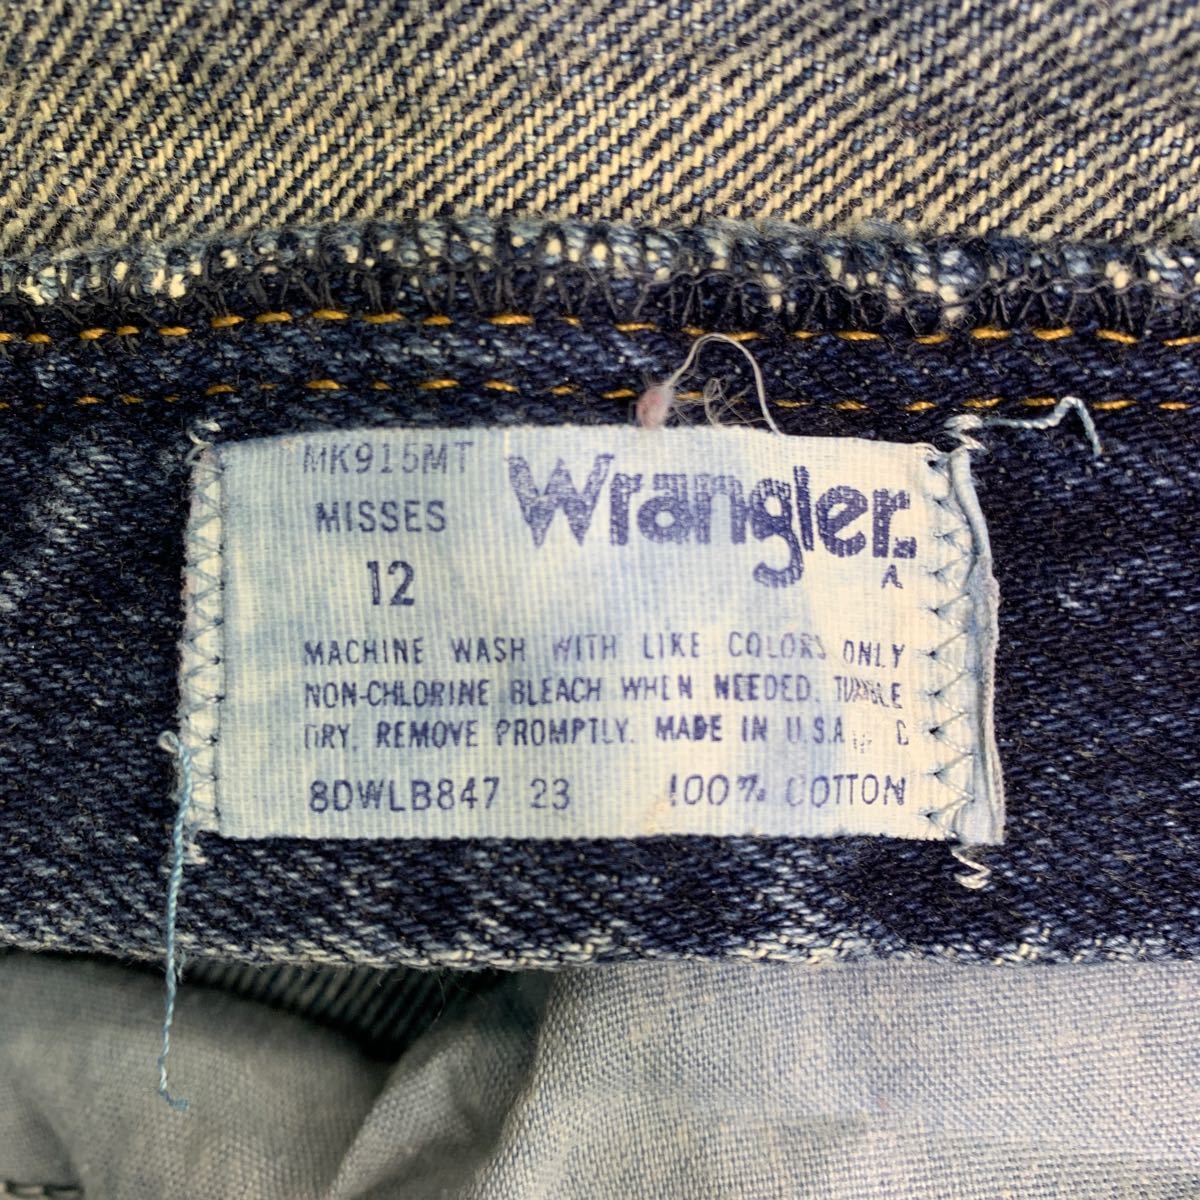 MK915MT
MISSES
12
Wrangler
MACHINE WASH WITH LIKE COLORS ONLY
NON-CHLORINE BLEACH WHEN NEEDED. TUMBLE
DRY. REMOVE PROMPTLY. MADE IN U.S.A.
8DWLB847 23 100% COTTON